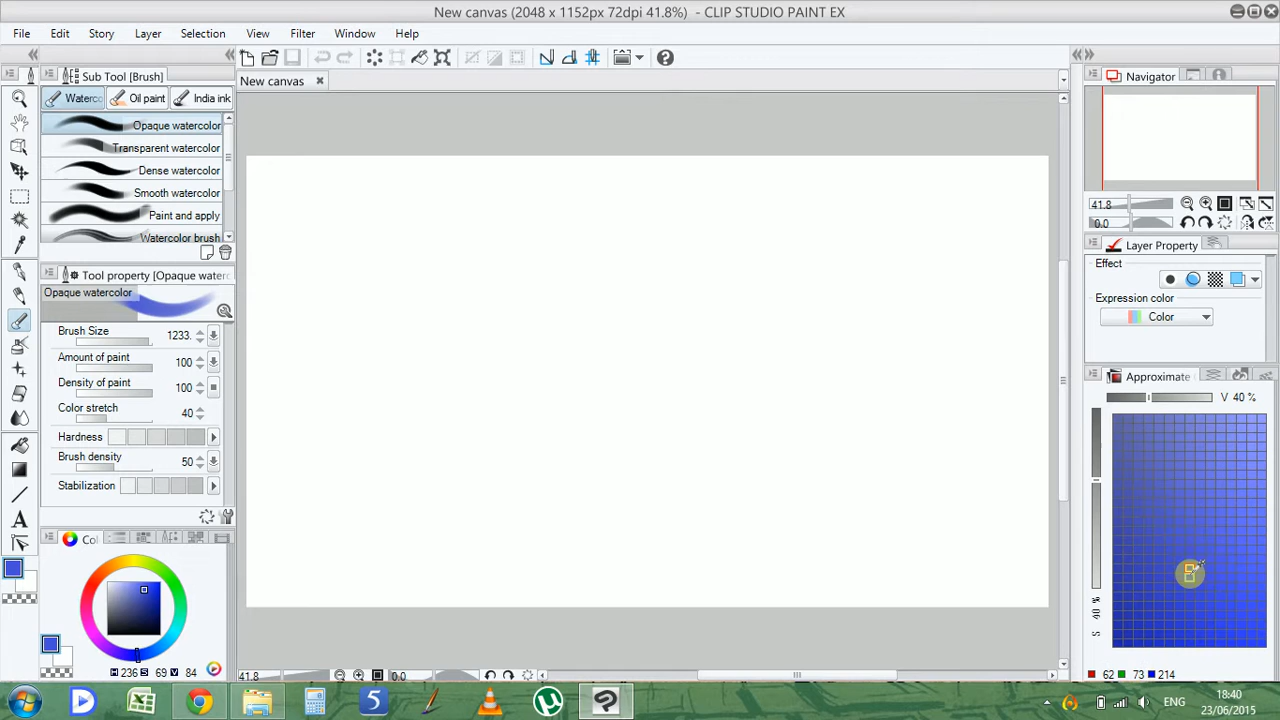 New canvas (2048 x 1152px 72dpi 41.8%) - CLIP STUDIO PAINT EX
File Edit Story Layer Selection View Filter Window Help
Sub Tool [Brush]
Navigator
New canvas
Waterco Oil paint India ink
Opaque watercolor
Transparent watercolor
Dense watercolor
Smooth watercolor
Paint and apply
Watercolor brush
41.8
0.0
Layer Property
Effect
Expression color
Color
Tool property [Opaque waterc
Opaque watercolor
Brush Size 1233.
Amount of paint 100
Density of paint 100
Color stretch 40
Hardness
Brush density 50
Stabilization
Approximate
V 40 %
% 40 S
Col
H 236 S 69 V 84
41.8 0.0
62 73 214
A
5
ENG
18:40
23/06/2015